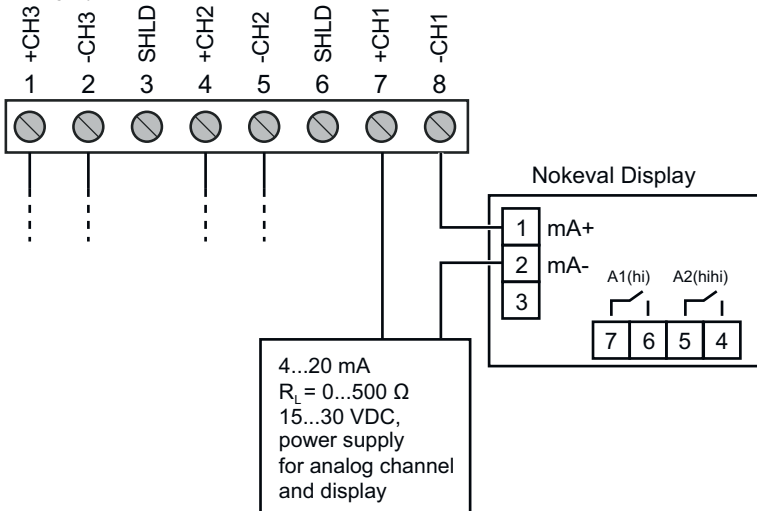 +CH3 -CH3 SHLD +CH2 -CH2 SHLD +CH1 -CH1
1 2 3 4 5 6 7 8
Nokeval Display
1 mA+
2 mA-
3
A1(hi) A2(hihi)
7 6 5 4
4...20 mA
RL = 0...500 Ω
15...30 VDC,
power supply
for analog channel
and display